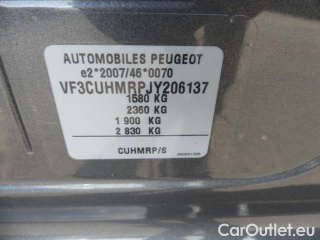 AUTOMOBILES PEUGEOT
e2*2007/46*0070
VF3CUHMRPJY206137
1580 KG
2360 KG
1 900 KG
2 830 KG
CUHMRP/S
CarOutlet.eu